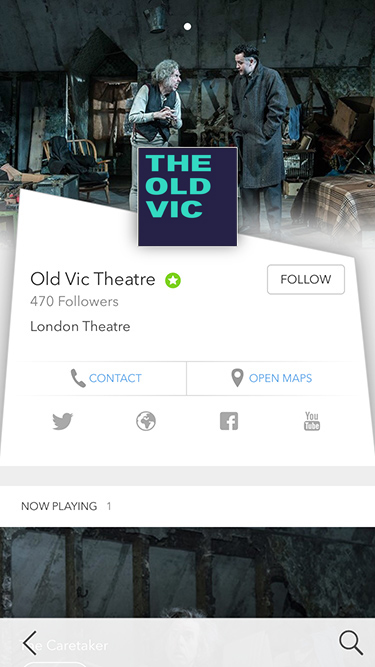 THE
OLD
VIC
Old Vic Theatre
FOLLOW
470 Followers
London Theatre
CONTACT
OPEN MAPS
You
Tube
NOW PLAYING 1
The Caretaker